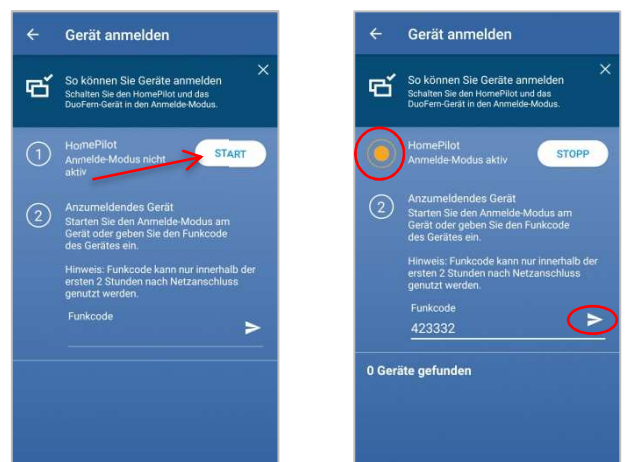 Gerät anmelden
So können Sie Geräte anmelden
Schalten Sie den HomePilot und das
DuoFern-Gerät in den Anmelde-Modus.
1
HomePilot
Anmelde-Modus nicht
aktiv
START
2
Anzumeldendes Gerät
Starten Sie den Anmelde-Modus am
Gerät oder geben Sie den Funkcode
des Gerätes ein.
Hinweis: Funkcode kann nur innerhalb der
ersten 2 Stunden nach Netzanschluss
genutzt werden.
Funkcode
Gerät anmelden
So können Sie Geräte anmelden
Schalten Sie den HomePilot und das
DuoFern-Gerät in den Anmelde-Modus.
HomePilot
Anmelde-Modus aktiv
STOPP
2
Anzumeldendes Gerät
Starten Sie den Anmelde-Modus am
Gerät oder geben Sie den Funkcode
des Gerätes ein.
Hinweis: Funkcode kann nur innerhalb der
ersten 2 Stunden nach Netzanschluss
genutzt werden.
Funkcode
423332
0 Geräte gefunden